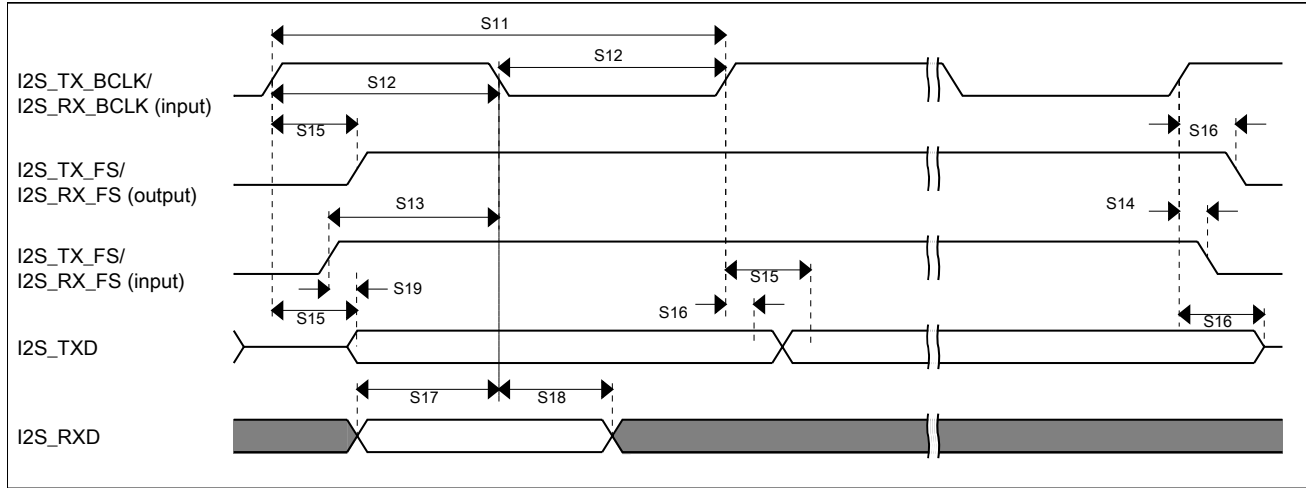 S11
I2S_TX_BCLK/
I2S_RX_BCLK (input)
S12
S12
S15
S16
I2S_TX_FS/
I2S_RX_FS (output)
S13
S14
I2S_TX_FS/
I2S_RX_FS (input)
S15
S19
S16
S15
S16
I2S_TXD
S17
S18
I2S_RXD